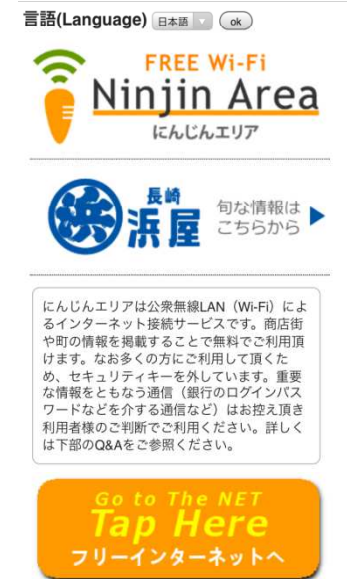 言語(Language) 日本語 ok
FREE Wi-Fi
Ninjin Area
にんじんエリア
浜 長崎 浜屋
旬な情報は
こちらから
にんじんエリアは公衆無線LAN（Wi-Fi）によ
るインターネット接続サービスです。商店街
や町の情報を掲載することで無料でご利用頂
けます。なお多くの方にご利用して頂くた
め、セキュリティキーを外しています。重要
な情報をともなう通信（銀行のログインパス
ワードなどを介する通信など）はお控え頂き
利用者様のご判断でご利用ください。詳しく
は下部のQ&Aをご参照ください。
Go to The NET
Tap Here
フリーインターネットへ